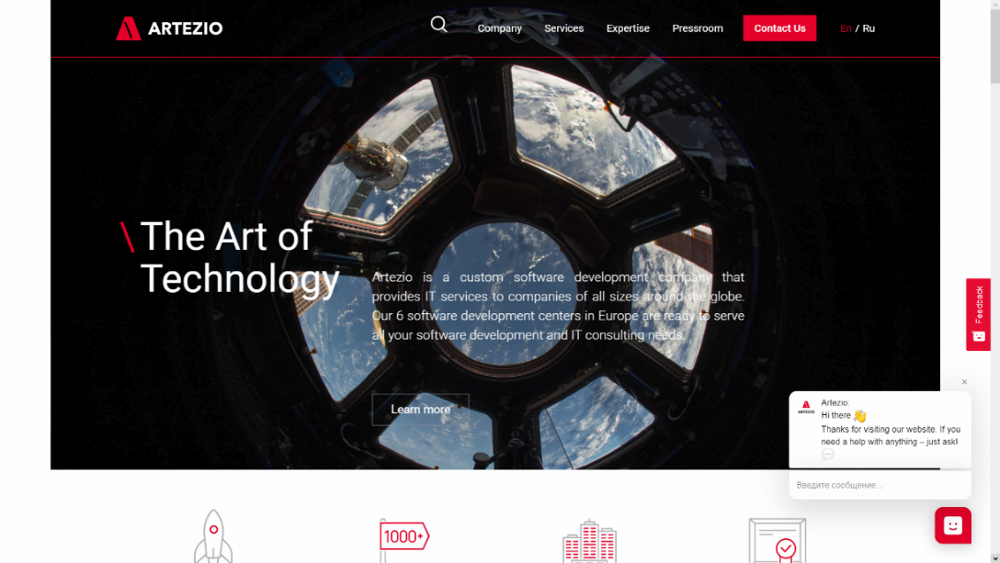 ARTEZIO
Company
Services
Expertise
Pressroom
Contact Us
En / Ru
\ The Art of
Technology
Artezio is a custom software development company that
provides IT services to companies of all sizes around the globe.
Our 6 software development centers in Europe are ready to serve
all your software development and IT consulting needs.
Learn more
Feedback
ARTEZIO
Artezio:
Hi there 👋
Thanks for visiting our website. If you
need a help with anything – just ask!
Введите сообщение...
1000+